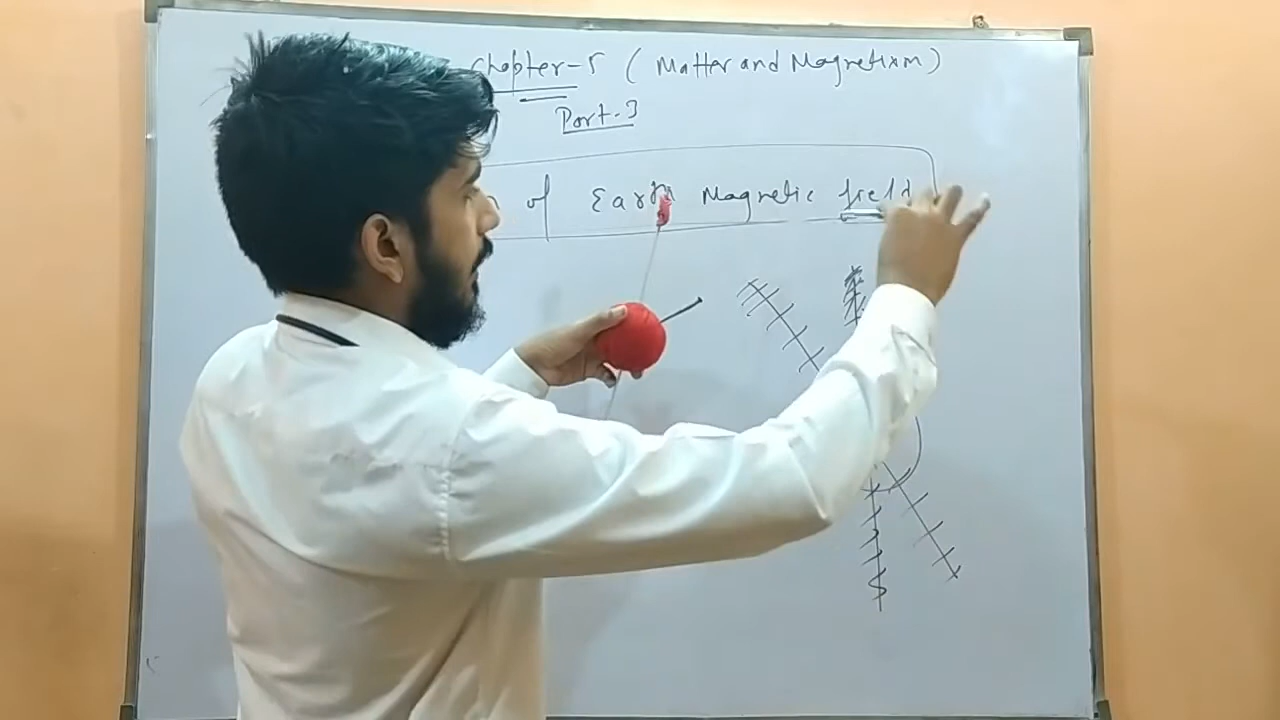 Chapter-5 (Matter and Magnetism)
Part-3
of Earth Magnetic field